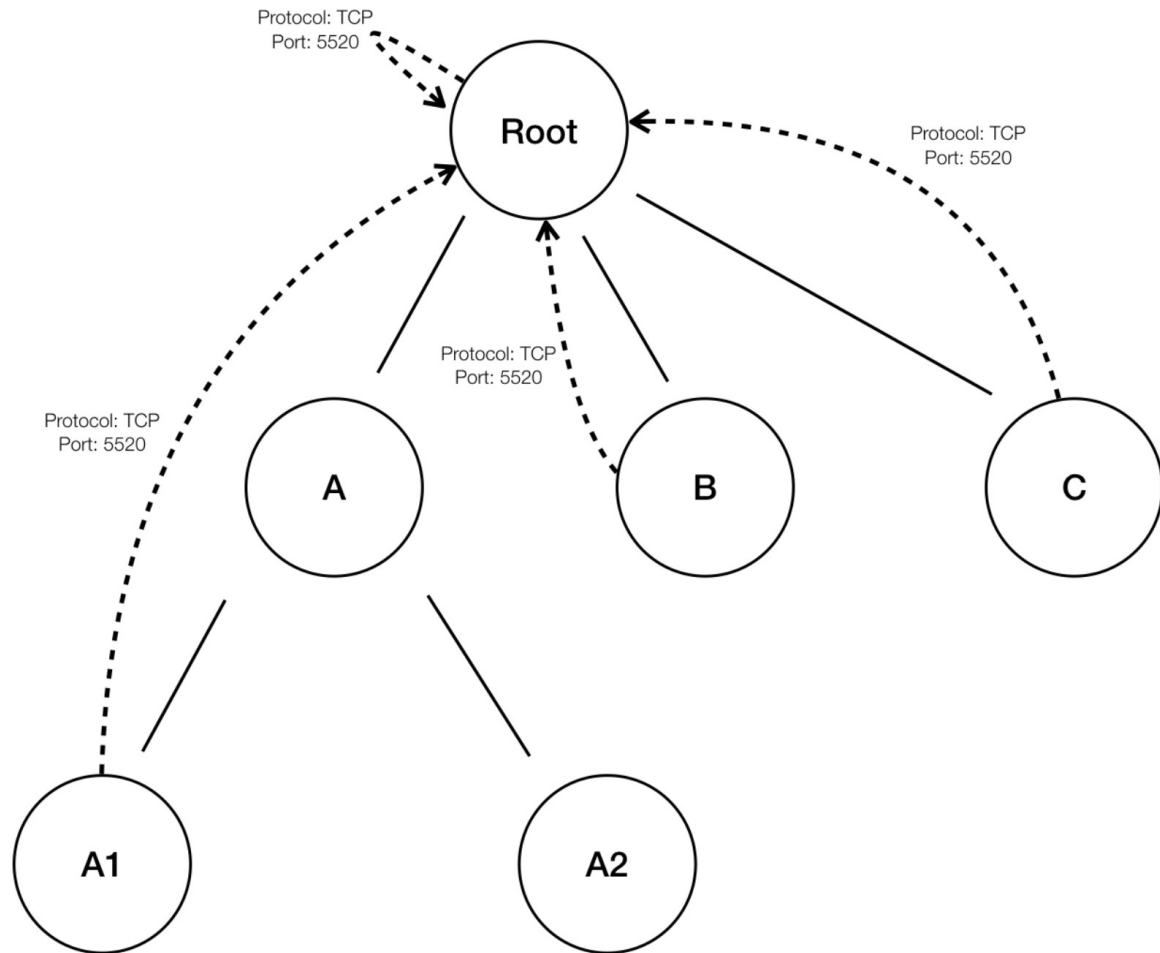 Protocol: TCP
Port: 5520
Root
Protocol: TCP
Port: 5520
Protocol: TCP
Port: 5520
Protocol: TCP
Port: 5520
A
B
C
A1
A2